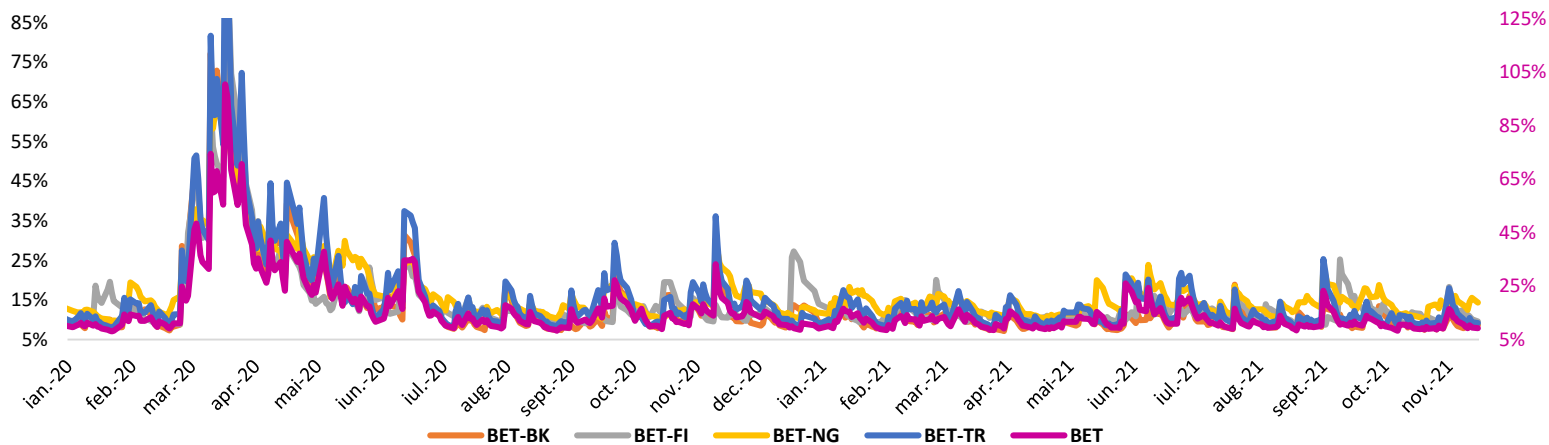 85%
75%
65%
55%
45%
35%
25%
15%
5%
125%
105%
85%
65%
45%
25%
5%
ian.-20
feb.-20
mar.-20
apr.-20
mai-20
iun.-20
iul.-20
aug.-20
sept.-20
oct.-20
nov.-20
dec.-20
ian.-21
feb.-21
mar.-21
apr.-21
mai-21
iun.-21
iul.-21
aug.-21
sept.-21
oct.-21
nov.-21
BET-BK BET-FI BET-NG BET-TR BET